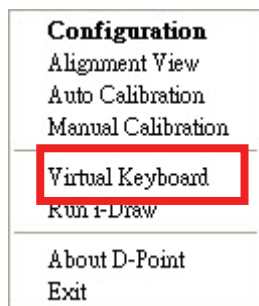 Configuration
Alignment View
Auto Calibration
Manual Calibration
Virtual Keyboard
Run i-Draw
About D-Point
Exit